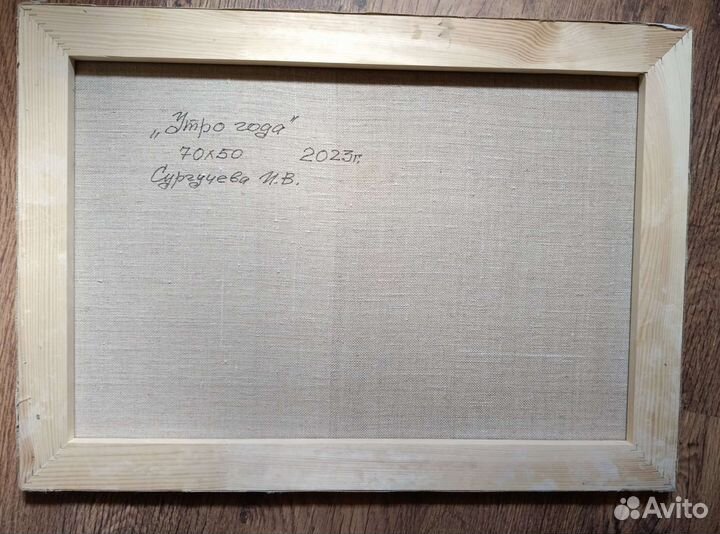 „Утро года"
70х50 2023г.
Сургучева И.В.
Avito